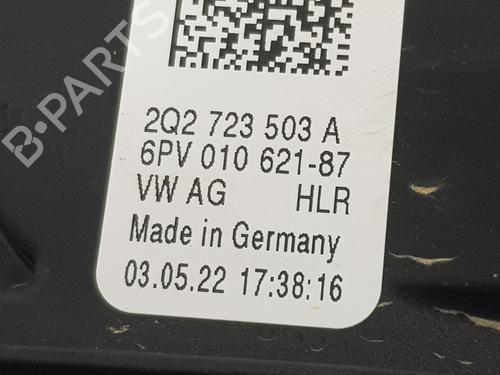 2Q2 723 503 A
6PV 010 621-87
VW AG HLR
Made in Germany
03.05.22 17:38:16
B-PARTS